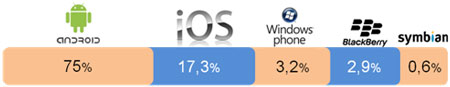 ANDROID
iOS
Windows
phone
BlackBerry
symbian
75%
17,3%
3,2%
2,9%
0,6%